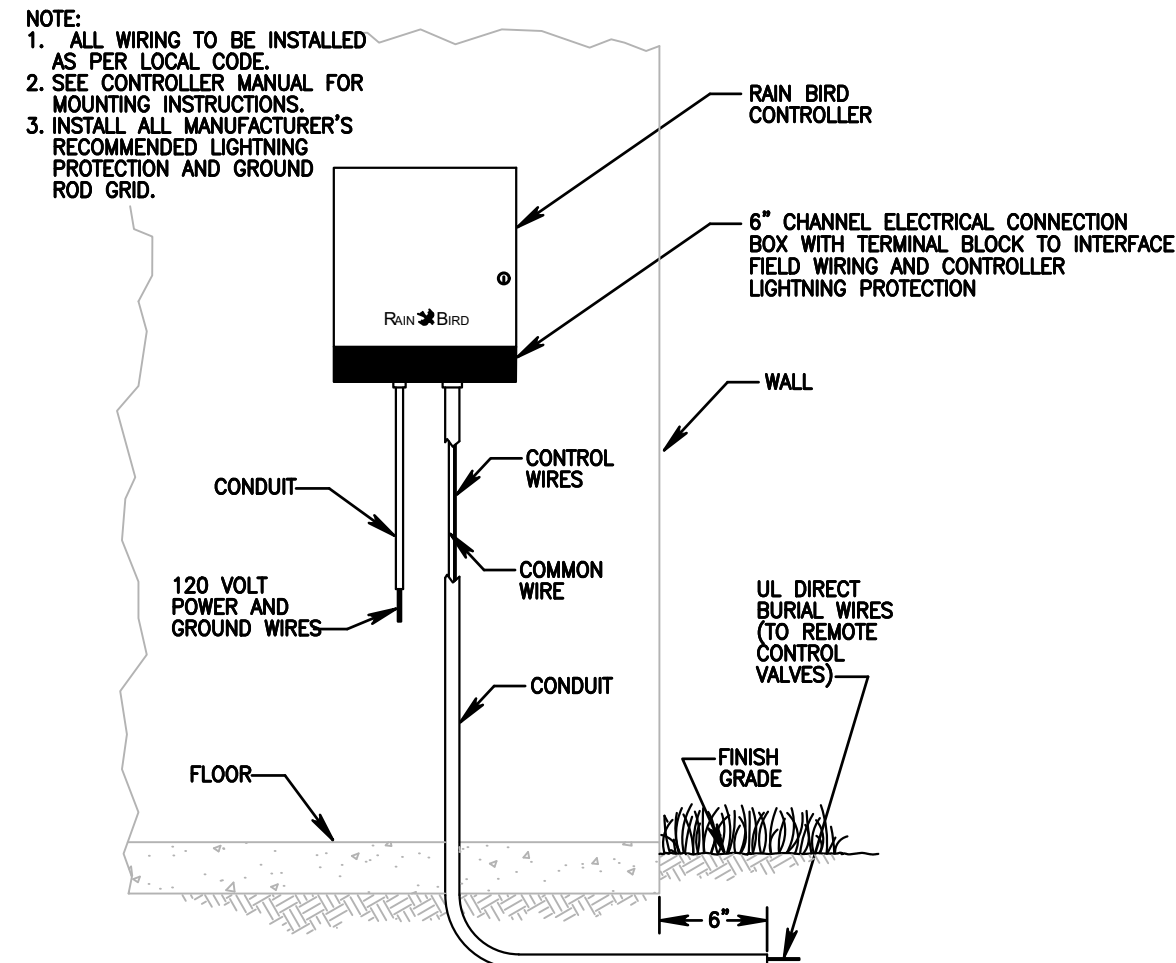 NOTE:
1. ALL WIRING TO BE INSTALLED
AS PER LOCAL CODE.
2. SEE CONTROLLER MANUAL FOR
MOUNTING INSTRUCTIONS.
3. INSTALL ALL MANUFACTURER'S
RECOMMENDED LIGHTNING
PROTECTION AND GROUND
ROD GRID.
RAIN BIRD
CONTROLLER
6" CHANNEL ELECTRICAL CONNECTION
BOX WITH TERMINAL BLOCK TO INTERFACE
FIELD WIRING AND CONTROLLER
LIGHTNING PROTECTION
RAIN BIRD
WALL
CONTROL
WIRES
CONDUIT
COMMON
WIRE
120 VOLT
POWER AND
GROUND WIRES
UL DIRECT
BURIAL WIRES
(TO REMOTE
CONTROL
VALVES)
CONDUIT
FINISH
GRADE
FLOOR
6"